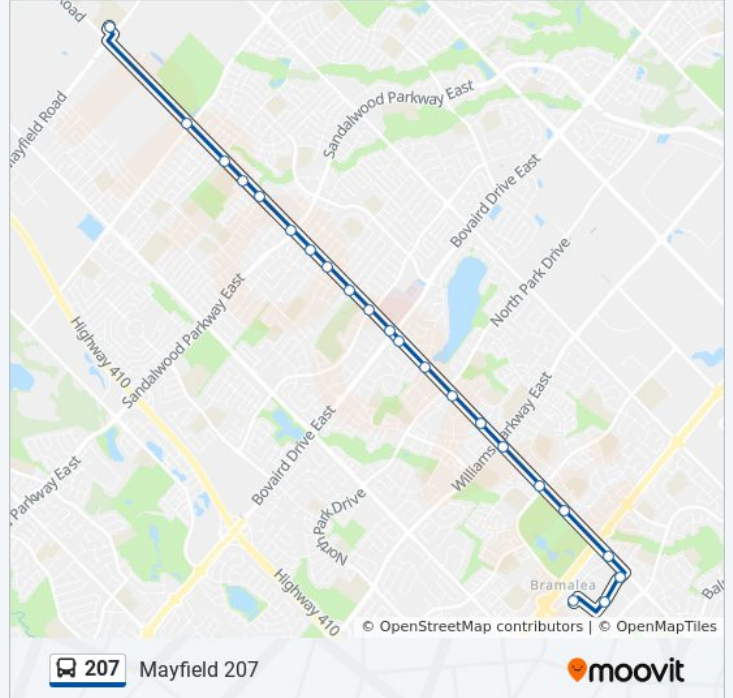 Road
Mayfield Road
Sandalwood Parkway East
Bovaird Drive East
North Park Drive
Highway 410
Sandalwood Parkway East
Bovaird Drive East
Williams Parkway East
Parkway East
North Park Drive
Highway 410
Bramalea
© OpenStreetMap contributors | © OpenMapTiles
207 Mayfield 207
moovit